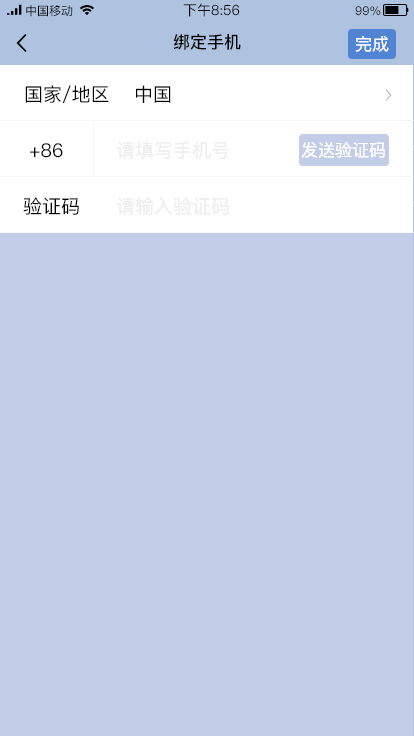 中国移动 下午8:56 99%
绑定手机 完成
国家/地区 中国
+86 请填写手机号 发送验证码
验证码 请输入验证码